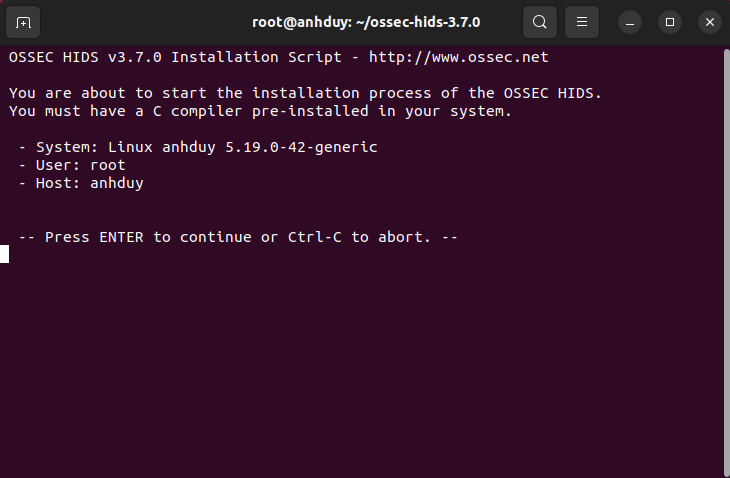 root@anhduy: ~/ossec-hids-3.7.0
OSSEC HIDS v3.7.0 Installation Script - http://www.ossec.net
You are about to start the installation process of the OSSEC HIDS.
You must have a C compiler pre-installed in your system.
- System: Linux anhduy 5.19.0-42-generic
- User: root
- Host: anhduy
-- Press ENTER to continue or Ctrl-C to abort. --